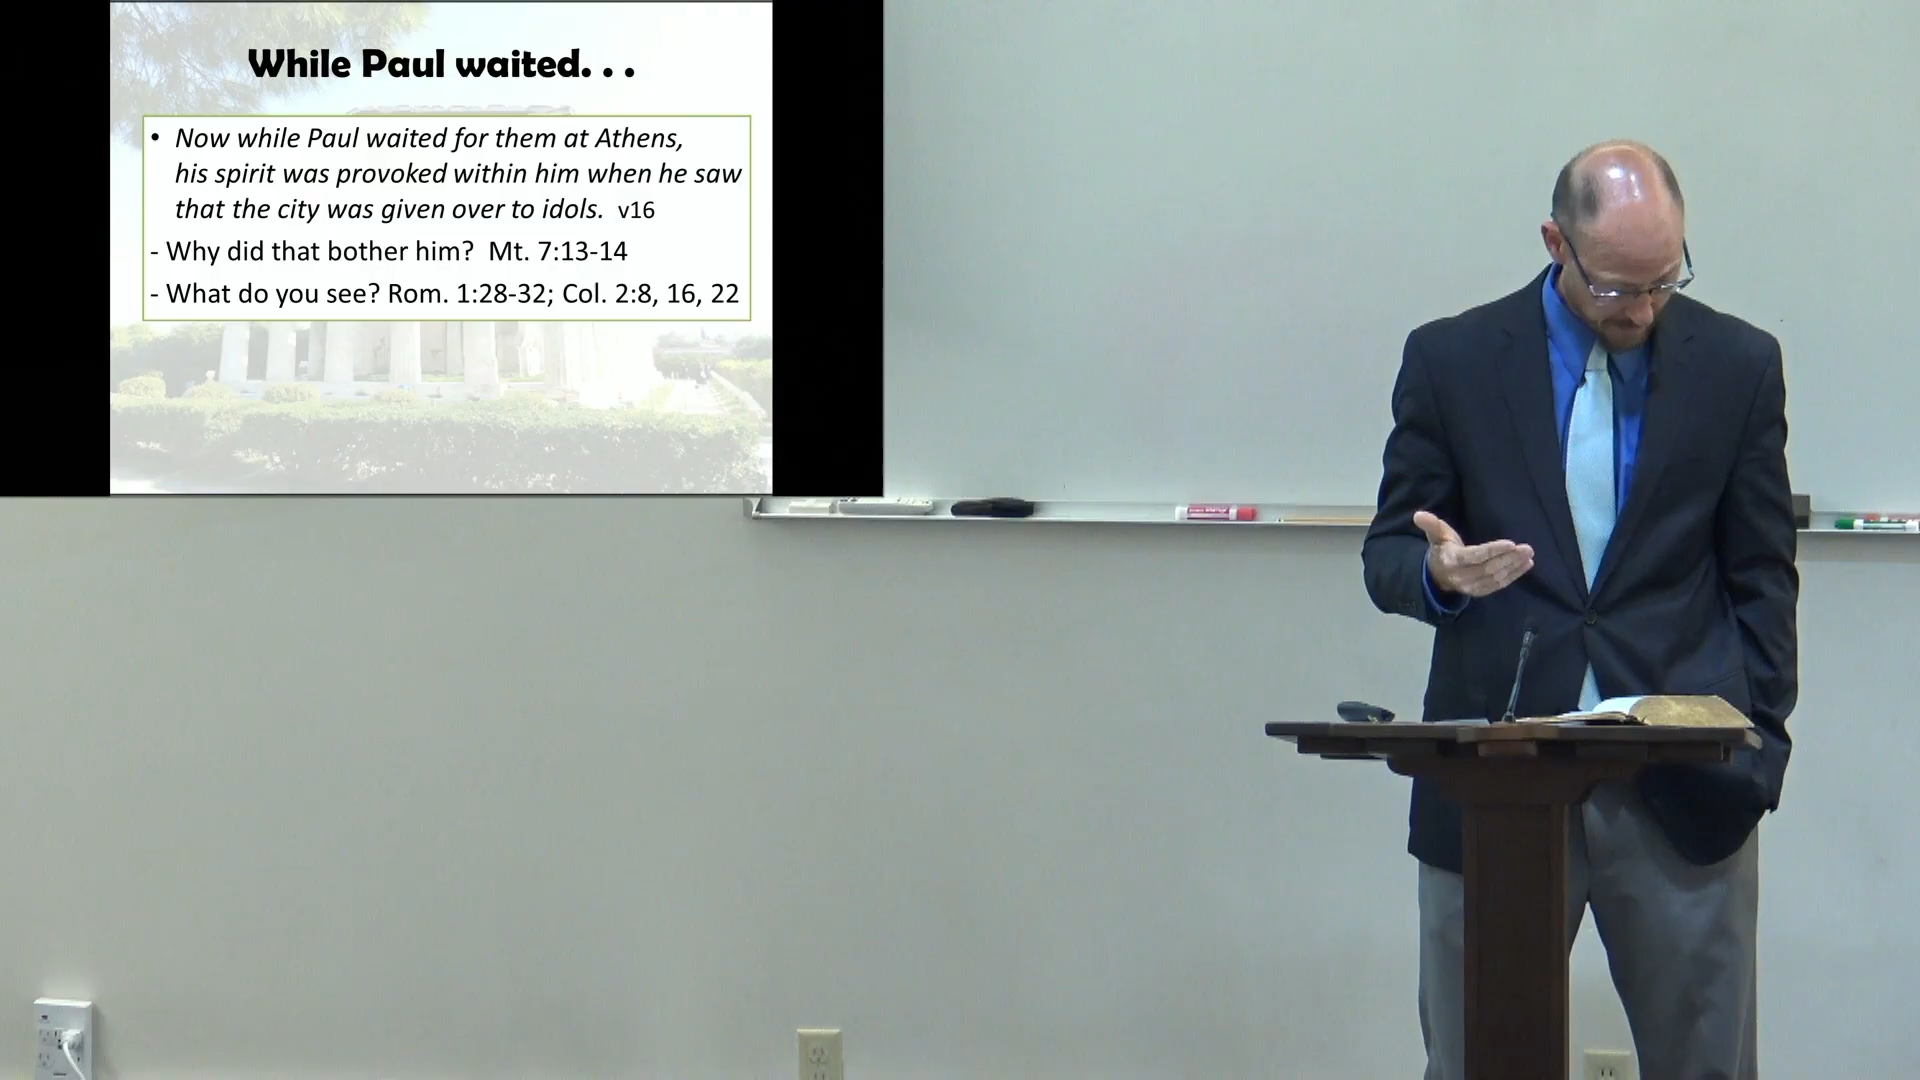 While Paul waited. . .
• Now while Paul waited for them at Athens,
his spirit was provoked within him when he saw
that the city was given over to idols. v16
- Why did that bother him? Mt. 7:13-14
- What do you see? Rom. 1:28-32; Col. 2:8, 16, 22